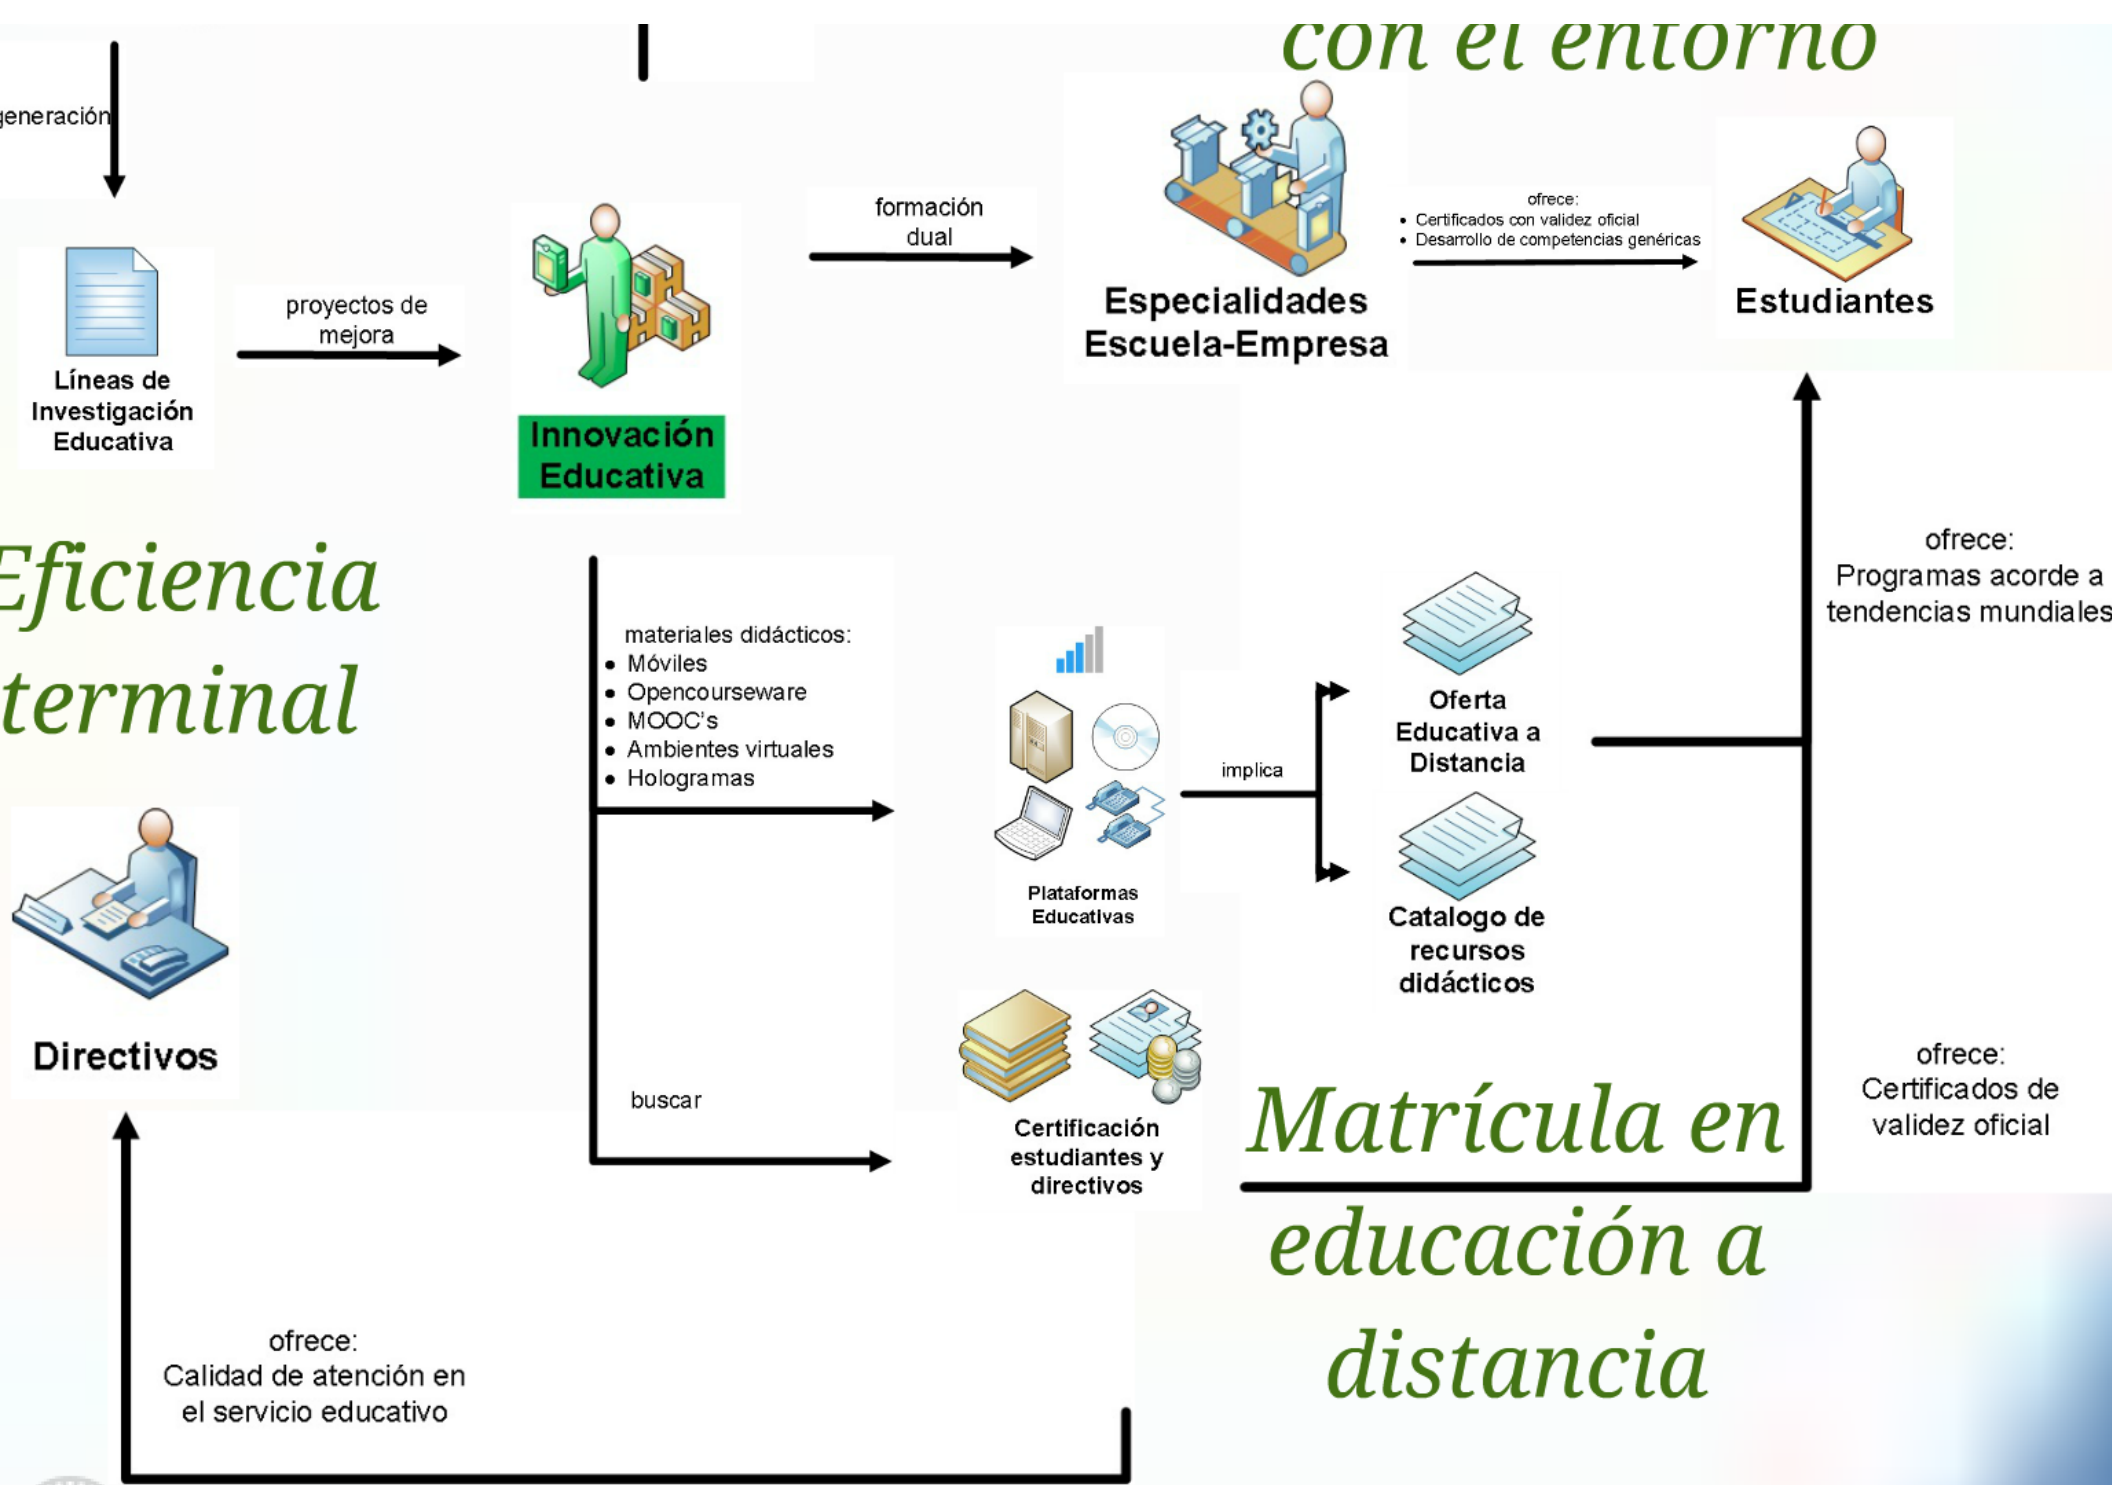 con el entorno
generación
formación
dual
ofrece:
• Certificados con validez oficial
• Desarrollo de competencias genéricas
Especialidades
Escuela-Empresa
Estudiantes
proyectos de
mejora
Líneas de
Investigación
Educativa
Innovación
Educativa
Eficiencia
terminal
materiales didácticos:
• Móviles
• Opencourseware
• MOOC's
• Ambientes virtuales
• Hologramas
implica
Plataformas
Educativas
Oferta
Educativa a
Distancia
Catalogo de
recursos
didácticos
ofrece:
Programas acorde a
tendencias mundiales
Directivos
buscar
Certificación
estudiantes y
directivos
ofrece:
Certificados de
validez oficial
Matrícula en
educación a
distancia
ofrece:
Calidad de atención en
el servicio educativo